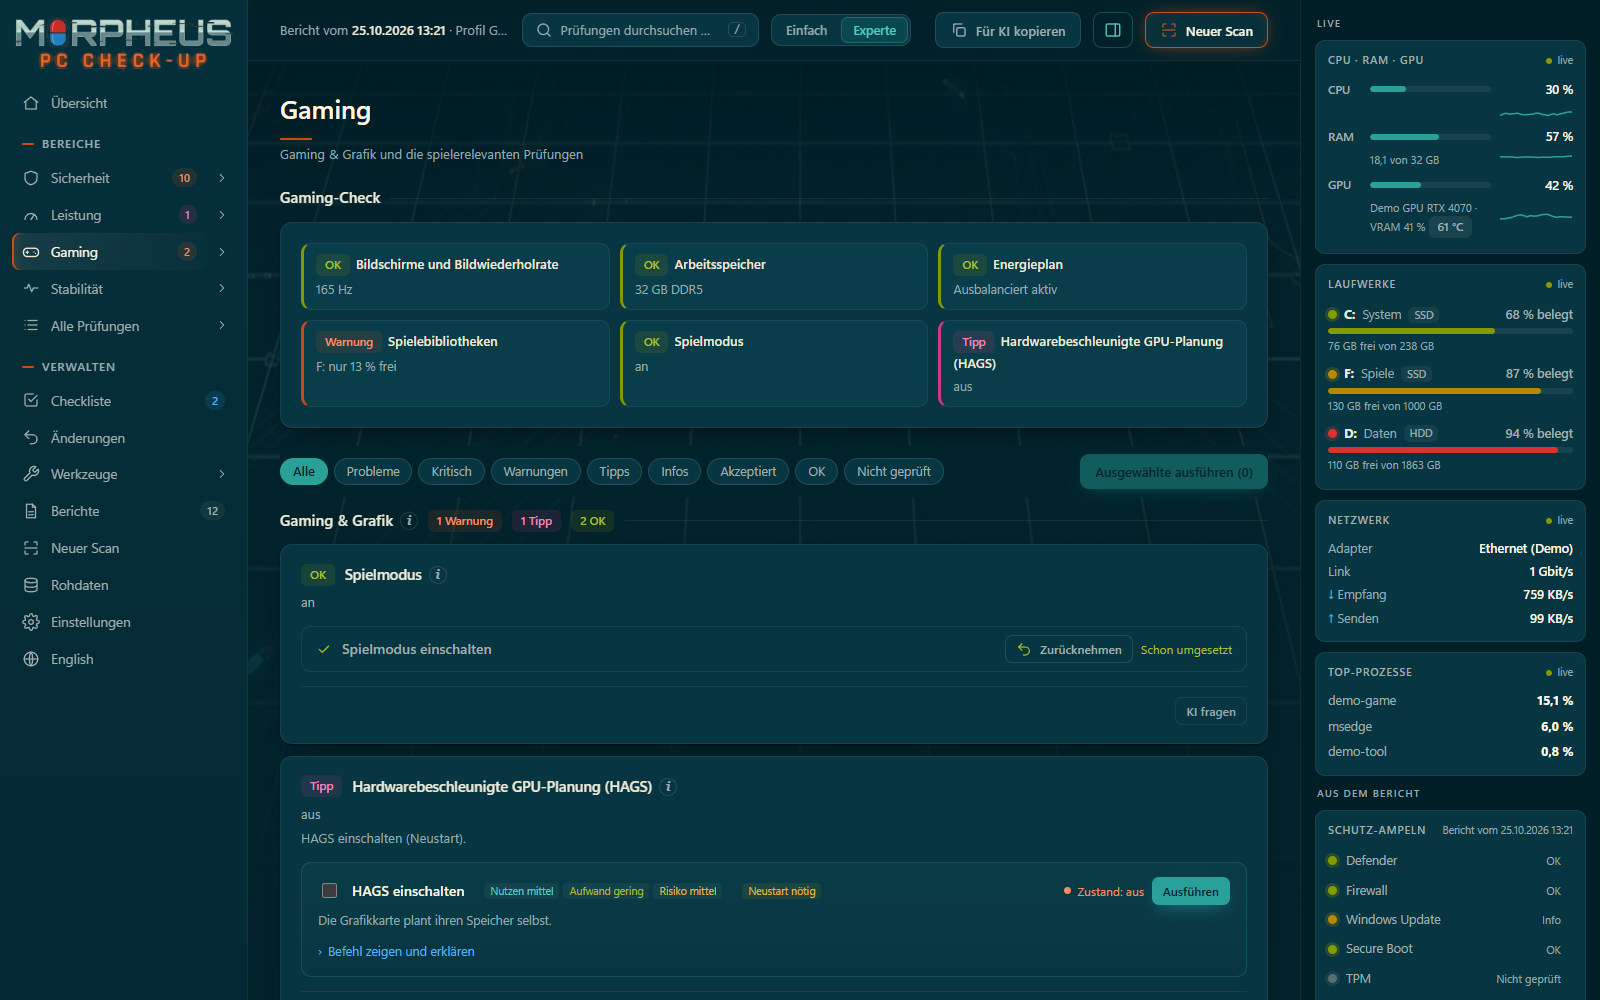 MORPHEUS
PC CHECK-UP
Übersicht
BEREICHE
Sicherheit 10
Leistung 1
Gaming 2
Stabilität
Alle Prüfungen
VERWALTEN
Checkliste 2
Änderungen
Werkzeuge
Berichte 12
Neuer Scan
Rohdaten
Einstellungen
English
Bericht vom 25.10.2026 13:21 · Profil G...
Prüfungen durchsuchen ... /
Einfach Experte
Für KI kopieren
Neuer Scan
Gaming
Gaming & Grafik und die spielerelevanten Prüfungen
Gaming-Check
OK Bildschirme und Bildwiederholrate
165 Hz
OK Arbeitsspeicher
32 GB DDR5
OK Energieplan
Ausbalanciert aktiv
Warnung Spielebibliotheken
F: nur 13 % frei
OK Spielmodus
an
Tipp Hardwarebeschleunigte GPU-Planung
(HAGS)
aus
Alle Probleme Kritisch Warnungen Tipps Infos Akzeptiert OK Nicht geprüft
Ausgewählte ausführen (0)
Gaming & Grafik i 1 Warnung 1 Tipp 2 OK
OK Spielmodus i
an
Spielmodus einschalten Zurücknehmen Schon umgesetzt
KI fragen
Tipp Hardwarebeschleunigte GPU-Planung (HAGS) i
aus
HAGS einschalten (Neustart).
HAGS einschalten Nutzen mittel Aufwand gering Risiko mittel Neustart nötig Zustand: aus Ausführen
Die Grafikkarte plant ihren Speicher selbst.
› Befehl zeigen und erklären
LIVE
CPU · RAM · GPU live
CPU 30 %
RAM 57 %
18,1 von 32 GB
GPU 42 %
Demo GPU RTX 4070 ·
VRAM 41 % 61 °C
LAUFWERKE live
C: System SSD 68 % belegt
76 GB frei von 238 GB
F: Spiele SSD 87 % belegt
130 GB frei von 1000 GB
D: Daten HDD 94 % belegt
110 GB frei von 1863 GB
NETZWERK live
Adapter Ethernet (Demo)
Link 1 Gbit/s
↓ Empfang 759 KB/s
↑ Senden 99 KB/s
TOP-PROZESSE live
demo-game 15,1 %
msedge 6,0 %
demo-tool 0,8 %
AUS DEM BERICHT
SCHUTZ-AMPELN Bericht vom 25.10.2026 13:21
Defender OK
Firewall OK
Windows Update Info
Secure Boot OK
TPM Nicht geprüft